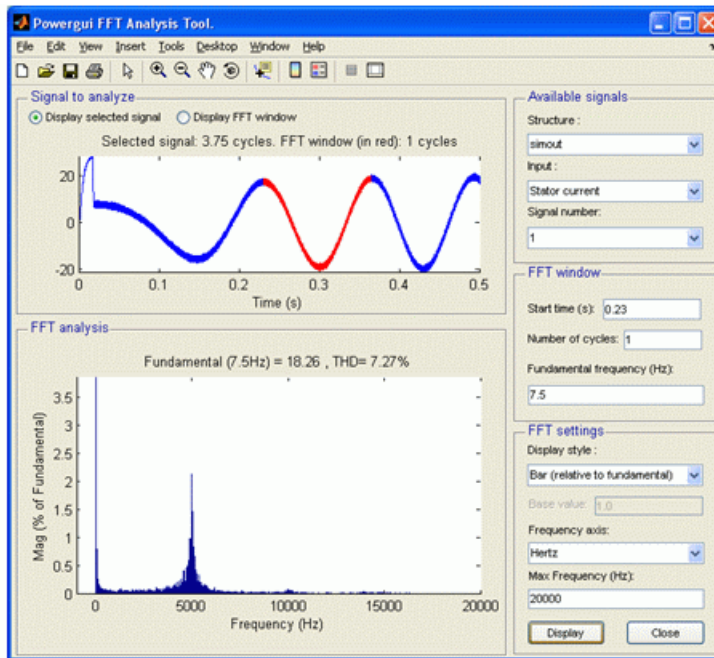 Powergui FFT Analysis Tool.
File Edit View Insert Tools Desktop Window Help
Signal to analyze
Display selected signal Display FFT window
Selected signal: 3.75 cycles. FFT window (in red): 1 cycles
20
0
-20
0 0.1 0.2 0.3 0.4 0.5
Time (s)
FFT analysis
Fundamental (7.5Hz) = 18.26 , THD= 7.27%
3.5
3
2.5
2
1.5
1
0.5
0
Mag (% of Fundamental)
0 5000 10000 15000 20000
Frequency (Hz)
Available signals
Structure :
simout
Input :
Stator current
Signal number:
1
FFT window
Start time (s): 0.23
Number of cycles: 1
Fundamental frequency (Hz):
7.5
FFT settings
Display style :
Bar (relative to fundamental)
Base value: 1.0
Frequency axis:
Hertz
Max Frequency (Hz):
20000
Display Close